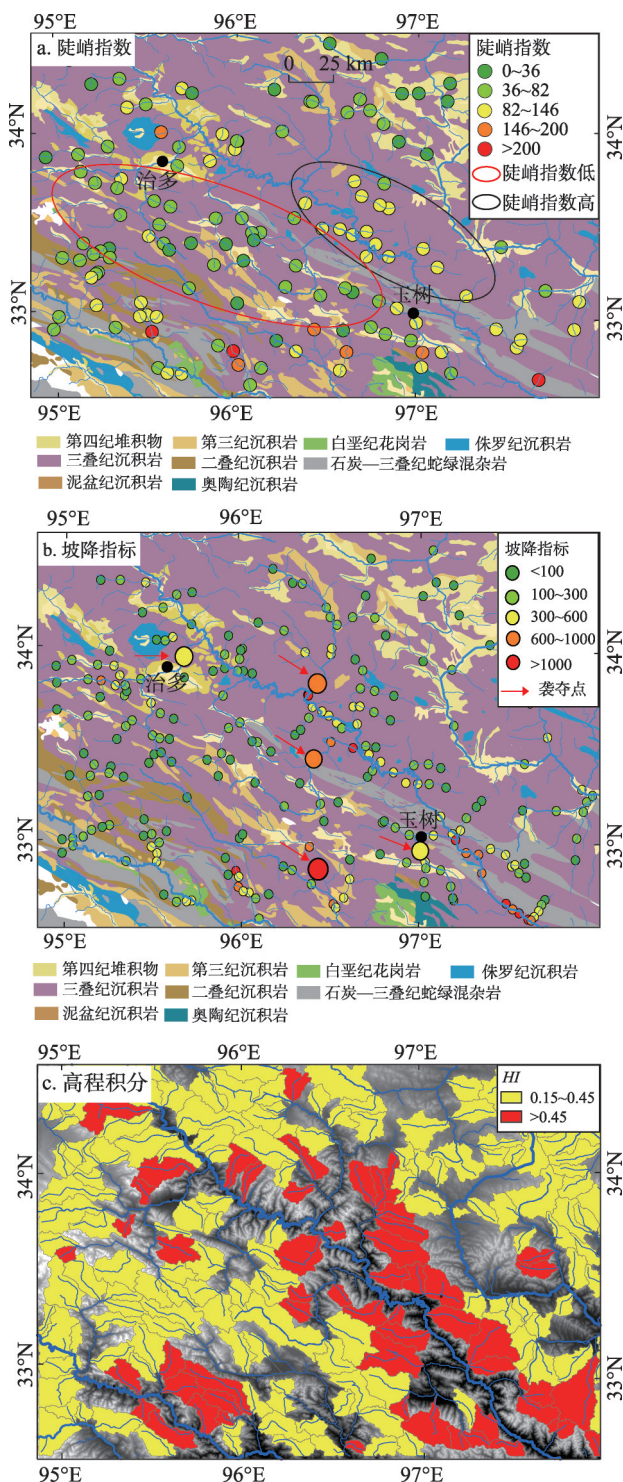 95°E 96°E 97°E
a. 陡峭指数
0 25 km
陡峭指数
0~36
36~82
82~146
146~200
>200
陡峭指数低
陡峭指数高
34°N 34°N
治多
33°N 33°N
玉树
95°E 96°E 97°E
第四纪堆积物 第三纪沉积岩 白垩纪花岗岩 侏罗纪沉积岩
三叠纪沉积岩 二叠纪沉积岩 石炭—三叠纪蛇绿混杂岩
泥盆纪沉积岩 奥陶纪沉积岩
95°E 96°E 97°E
b. 坡降指标
坡降指标
<100
100~300
300~600
600~1000
>1000
袭夺点
34°N 34°N
治多
33°N 33°N
玉树
95°E 96°E 97°E
第四纪堆积物 第三纪沉积岩 白垩纪花岗岩 侏罗纪沉积岩
三叠纪沉积岩 二叠纪沉积岩 石炭—三叠纪蛇绿混杂岩
泥盆纪沉积岩 奥陶纪沉积岩
95°E 96°E 97°E
c. 高程积分
HI
0.15~0.45
>0.45
34°N 34°N
33°N 33°N
95°E 96°E 97°E